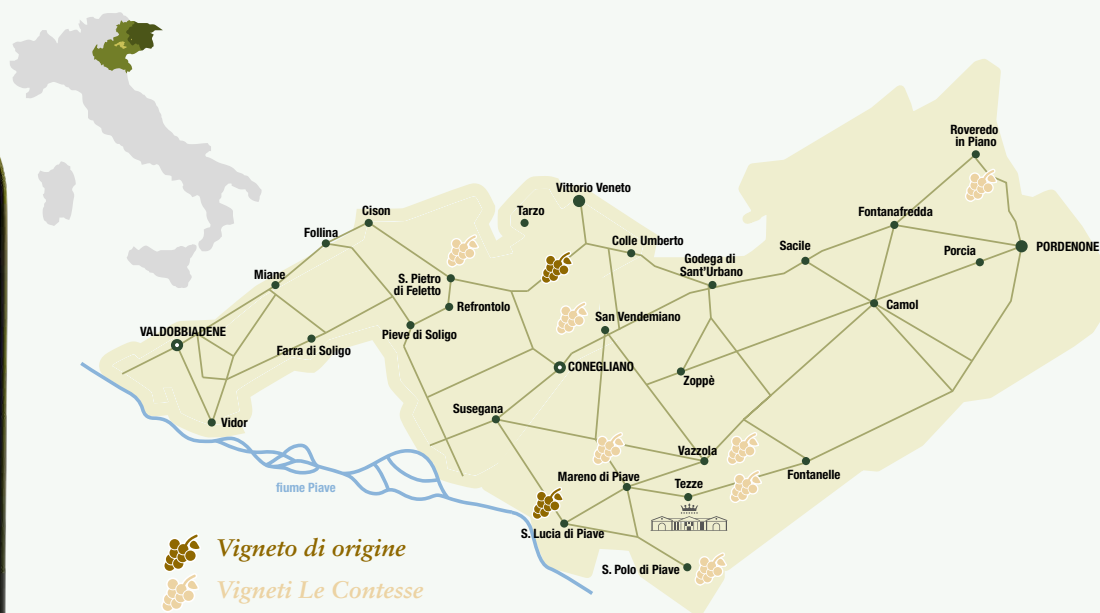 Roveredo
in Piano
Vittorio Veneto
Cison
Tarzo
Fontanafredda
Follina
Colle Umberto
Sacile
PORDENONE
Porcia
Godega di
Sant'Urbano
Miane
S. Pietro
di Feletto
Refrontolo
Camol
San Vendemiano
VALDOBBIADENE
Pieve di Soligo
Farra di Soligo
CONEGLIANO
Zoppè
Susegana
Vidor
Vazzola
Mareno di Piave
Tezze
Fontanelle
fiume Piave
S. Lucia di Piave
S. Polo di Piave
Vigneto di origine
Vigneti Le Contesse